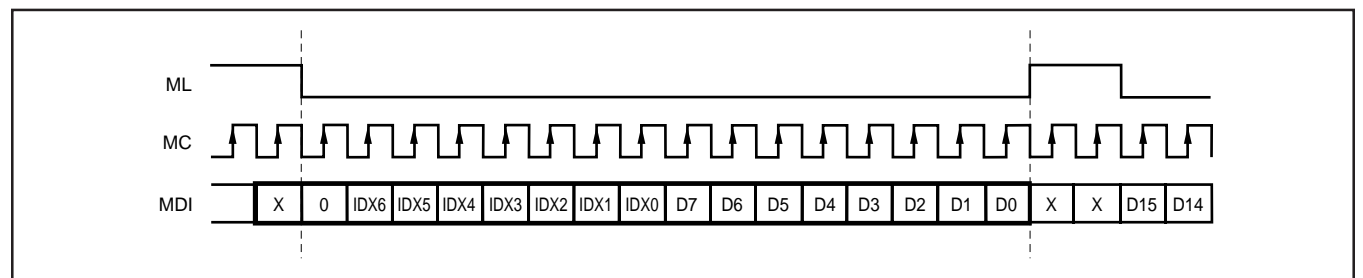 ML
MC
MDI X 0 IDX6 IDX5 IDX4 IDX3 IDX2 IDX1 IDX0 D7 D6 D5 D4 D3 D2 D1 D0 X X D15 D14